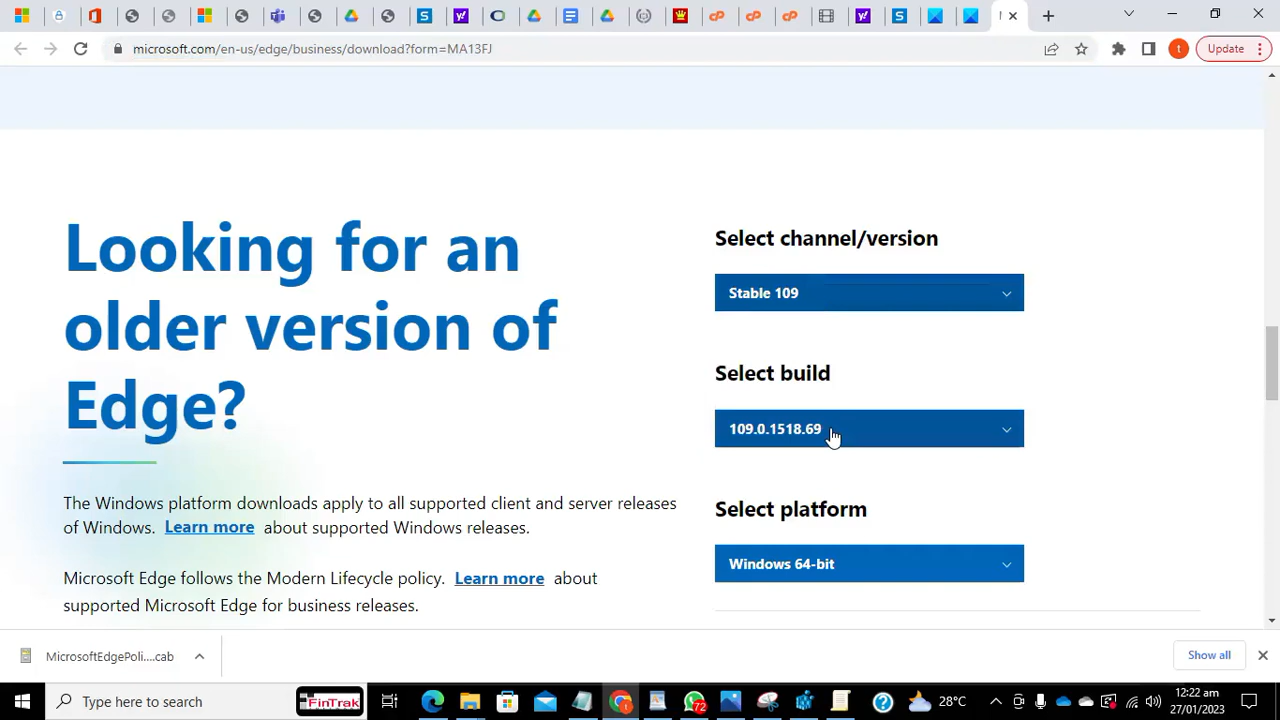 microsoft.com/en-us/edge/business/download?form=MA13FJ
t
Update
Looking for an
older version of
Edge?
The Windows platform downloads apply to all supported client and server releases
of Windows. Learn more about supported Windows releases.
Microsoft Edge follows the Modern Lifecycle policy. Learn more about
supported Microsoft Edge for business releases.
Select channel/version
Stable 109
Select build
109.0.1518.69
Select platform
Windows 64-bit
MicrosoftEdgePoli....cab
Show all
Type here to search
FinTrak
72
28°C
12:22 am
27/01/2023